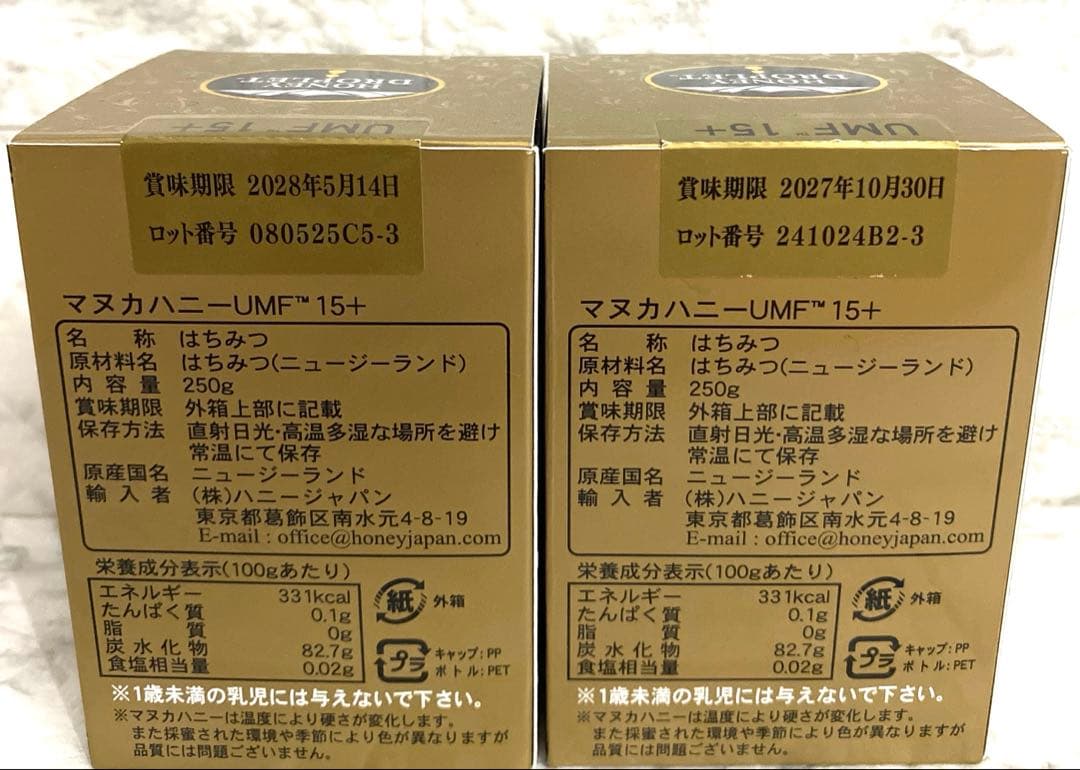 HONEY
DROPLET
UMF™ 15+
賞味期限 2028年5月14日
ロット番号 080525C5-3
マヌカハニーUMF™ 15+
名称 はちみつ
原材料名 はちみつ(ニュージーランド)
内容量 250g
賞味期限 外箱上部に記載
保存方法 直射日光・高温多湿な場所を避け
常温にて保存
原産国名 ニュージーランド
輸入者 (株)ハニージャパン
東京都葛飾区南水元4-8-19
E-mail : office@honeyjapan.com
栄養成分表示(100gあたり)
エネルギー 331kcal
たんぱく質 0.1g
脂質 0g
炭水化物 82.7g
食塩相当量 0.02g
紙 外箱
プラ キャップ:PP
ボトル:PET
※1歳未満の乳児には与えないで下さい。
※マヌカハニーは温度により硬さが変化します。
また採蜜された環境や季節により色が異なりますが
品質には問題ございません。
HONEY
DROPLET
UMF™ 15+
賞味期限 2027年10月30日
ロット番号 241024B2-3
マヌカハニーUMF™ 15+
名称 はちみつ
原材料名 はちみつ(ニュージーランド)
内容量 250g
賞味期限 外箱上部に記載
保存方法 直射日光・高温多湿な場所を避け
常温にて保存
原産国名 ニュージーランド
輸入者 (株)ハニージャパン
東京都葛飾区南水元4-8-19
E-mail : office@honeyjapan.com
栄養成分表示(100gあたり)
エネルギー 331kcal
たんぱく質 0.1g
脂質 0g
炭水化物 82.7g
食塩相当量 0.02g
紙 外箱
プラ キャップ:PP
ボトル:PET
※1歳未満の乳児には与えないで下さい。
※マヌカハニーは温度により硬さが変化します。
また採蜜された環境や季節により色が異なりますが
品質には問題ございません。